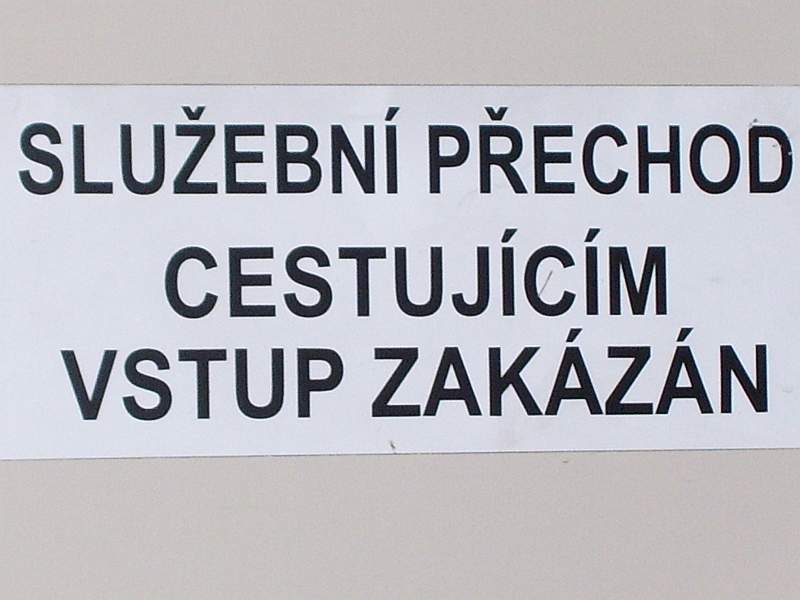 SLUŽEBNÍ PŘECHOD
CESTUJÍCÍM
VSTUP ZAKÁZÁN